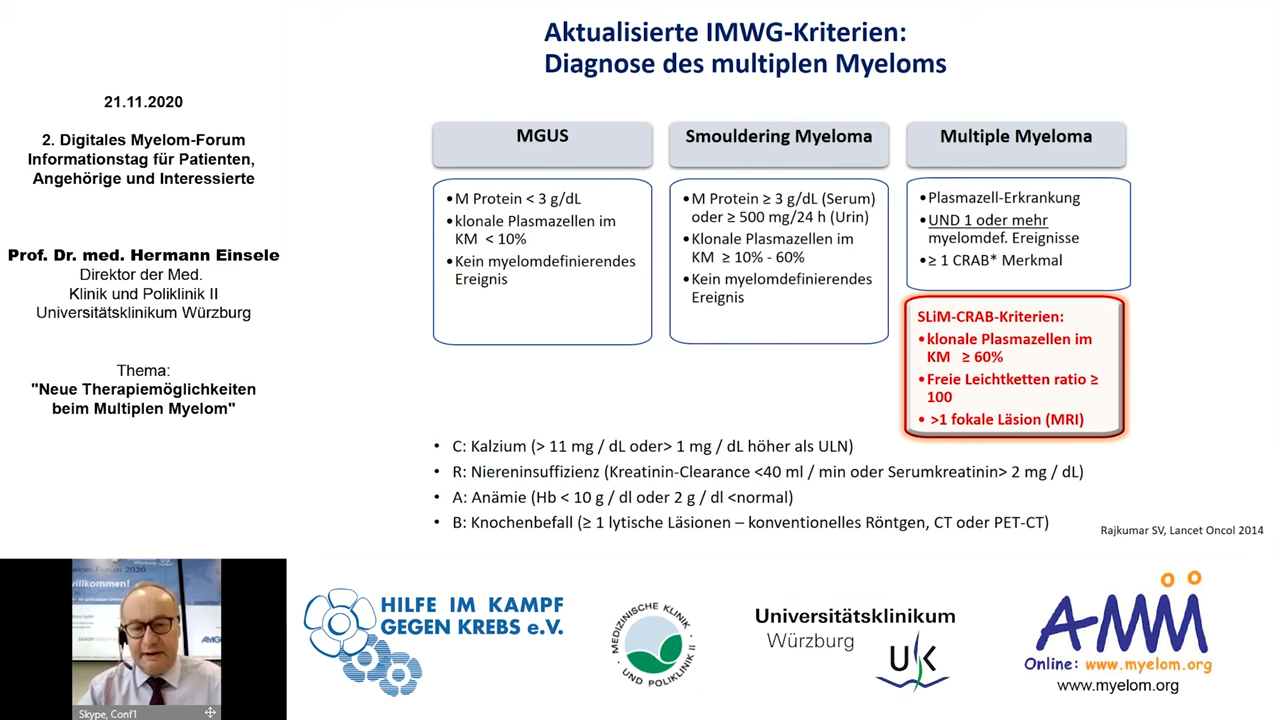 21.11.2020
2. Digitales Myelom-Forum
Informationstag für Patienten,
Angehörige und Interessierte
Prof. Dr. med. Hermann Einsele
Direktor der Med.
Klinik und Poliklinik II
Universitätsklinikum Würzburg
Thema:
"Neue Therapiemöglichkeiten
beim Multiplen Myelom"
Aktualisierte IMWG-Kriterien:
Diagnose des multiplen Myeloms
MGUS
•M Protein < 3 g/dL
•klonale Plasmazellen im
KM < 10%
•Kein myelomdefinierendes
Ereignis
Smouldering Myeloma
•M Protein ≥ 3 g/dL (Serum)
oder ≥ 500 mg/24 h (Urin)
•Klonale Plasmazellen im
KM ≥ 10% - 60%
•Kein myelomdefinierendes
Ereignis
Multiple Myeloma
•Plasmazell-Erkrankung
•UND 1 oder mehr
myelomdef. Ereignisse
•≥ 1 CRAB* Merkmal
SLiM-CRAB-Kriterien:
•klonale Plasmazellen im
KM ≥ 60%
•Freie Leichtketten ratio ≥
100
• >1 fokale Läsion (MRI)
• C: Kalzium (> 11 mg / dL oder> 1 mg / dL höher als ULN)
• R: Niereninsuffizienz (Kreatinin-Clearance <40 ml / min oder Serumkreatinin> 2 mg / dL)
• A: Anämie (Hb < 10 g / dl oder 2 g / dl <normal)
• B: Knochenbefall (≥ 1 lytische Läsionen – konventionelles Röntgen, CT oder PET-CT)
Rajkumar SV, Lancet Oncol 2014
willkommen!
Skype, Conf1
HILFE IM KAMPF
GEGEN KREBS e.V.
MEDIZINISCHE KLINIK
UND POLIKLINIK II
Universitätsklinikum
Würzburg
UK
AMM
Online: www.myelom.org
www.myelom.org